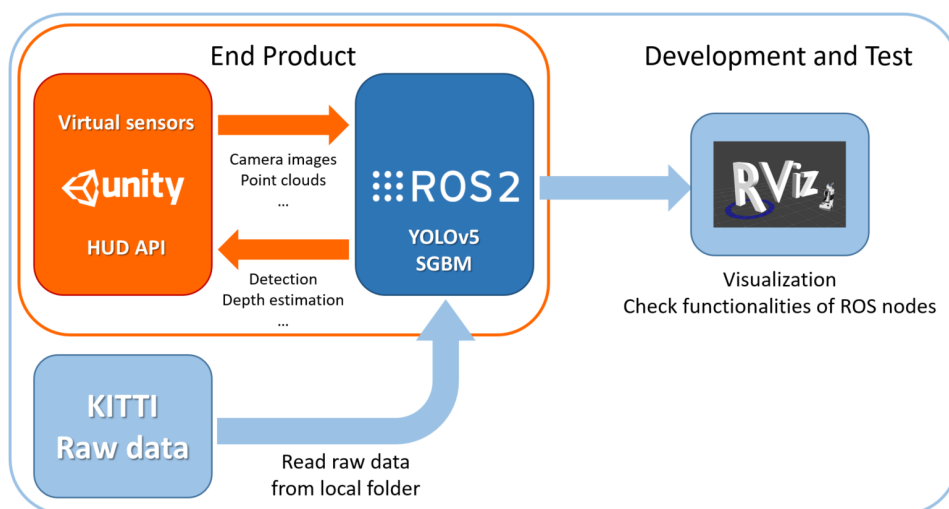 End Product
Development and Test
Virtual sensors
unity
HUD API
Camera images
Point clouds
...
Detection
Depth estimation
...
ROS2
YOLOv5
SGBM
RViz
Visualization
Check functionalities of ROS nodes
KITTI
Raw data
Read raw data
from local folder